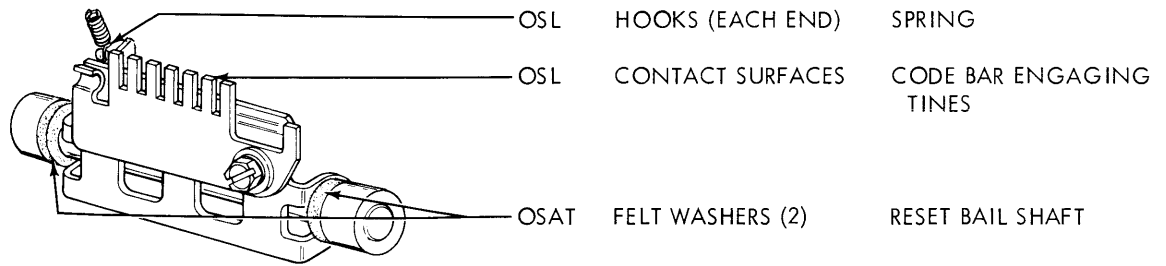 OSL HOOKS (EACH END) SPRING
OSL CONTACT SURFACES CODE BAR ENGAGING
TINES
OSAT FELT WASHERS (2) RESET BAIL SHAFT